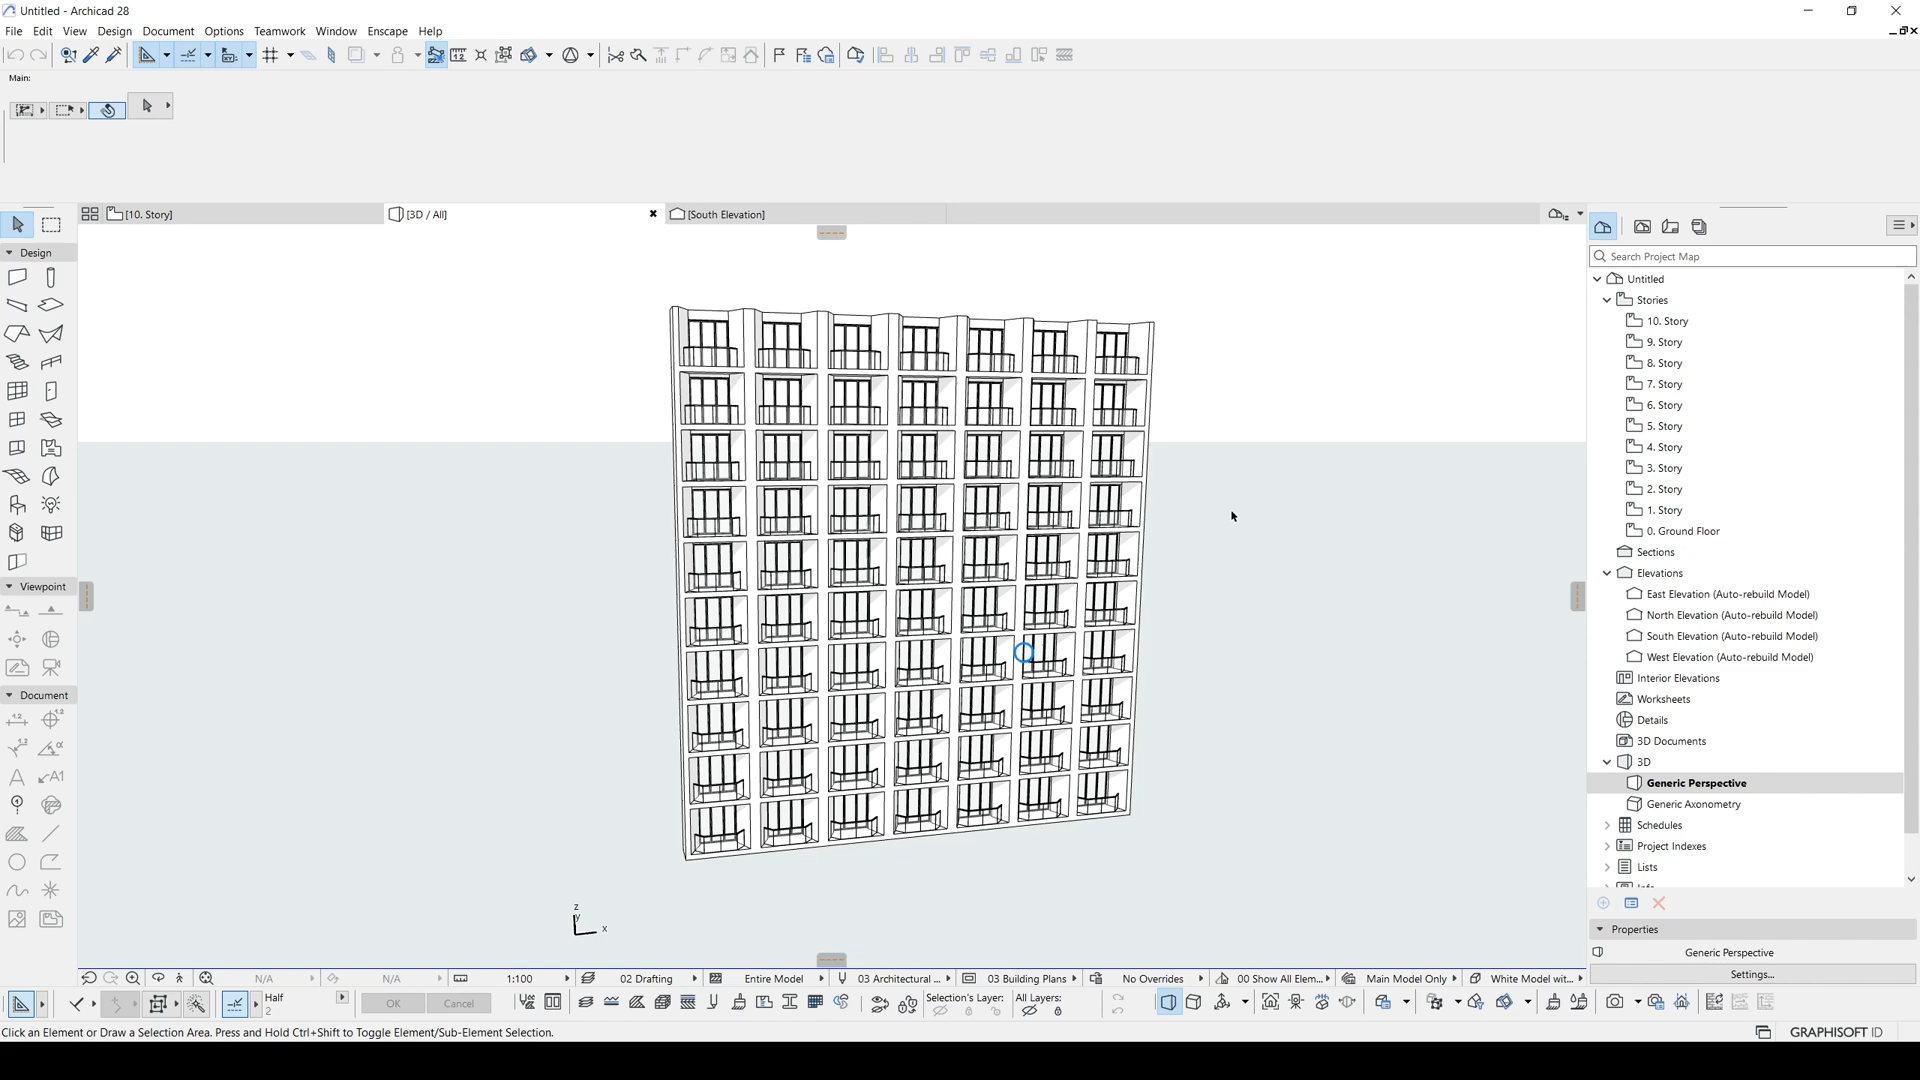 Untitled - Archicad 28
File Edit View Design Document Options Teamwork Window Escape Help
Main:
[10. Story]
[3D / All]
[South Elevation]
Design
Viewpoint
Document
Search Project Map
Untitled
Stories
10. Story
9. Story
8. Story
7. Story
6. Story
5. Story
4. Story
3. Story
2. Story
1. Story
0. Ground Floor
Sections
Elevations
East Elevation (Auto-rebuild Model)
North Elevation (Auto-rebuild Model)
South Elevation (Auto-rebuild Model)
West Elevation (Auto-rebuild Model)
Interior Elevations
Worksheets
Details
3D Documents
3D
Generic Perspective
Generic Axonometry
Schedules
Project Indexes
Lists
Properties
Generic Perspective
Settings...
z
y
x
N/A N/A 1:100 02 Drafting Entire Model 03 Architectural ... 03 Building Plans No Overrides 00 Show All Elem... Main Model Only White Model wit...
Half
2
OK Cancel
Selection's Layer: All Layers:
Click an Element or Draw a Selection Area. Press and Hold Ctrl+Shift to Toggle Element/Sub-Element Selection.
GRAPHISOFT ID